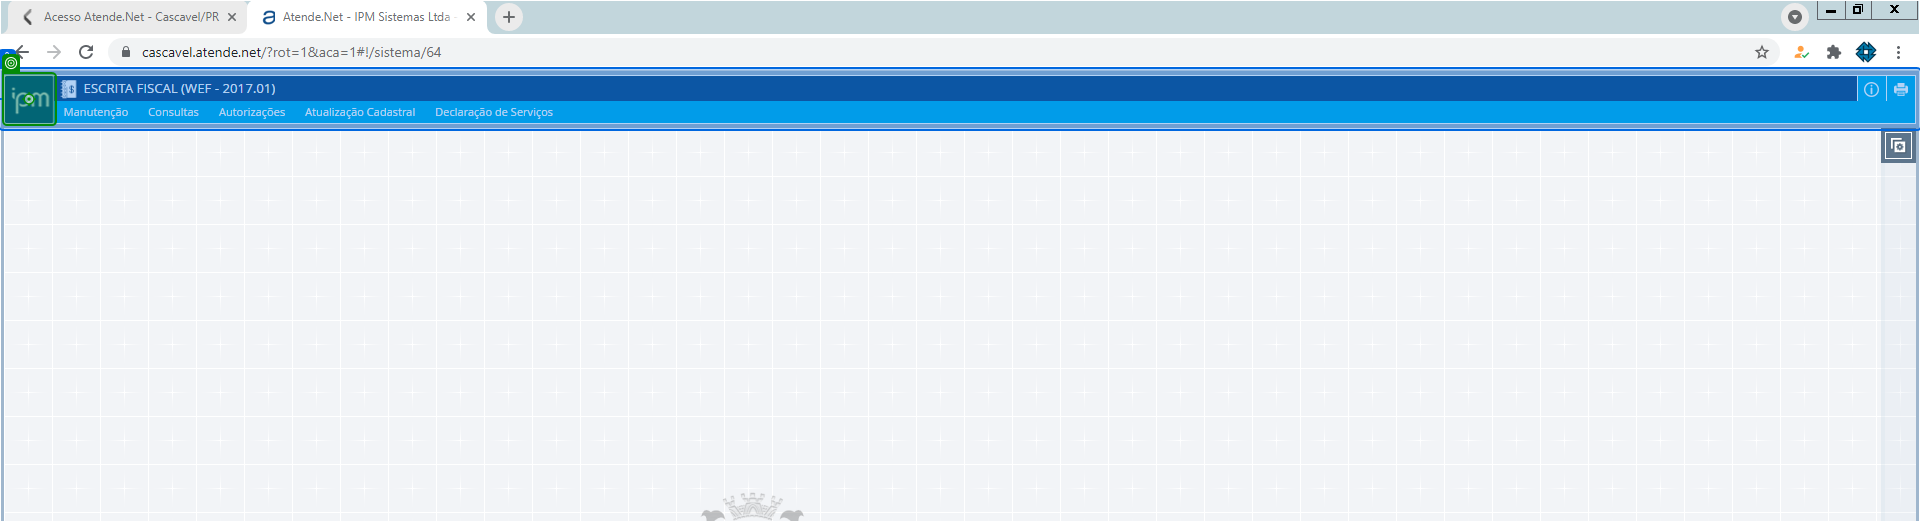 Acesso Atende.Net - Cascavel/PR
Atende.Net - IPM Sistemas Ltda
cascavel.atende.net/?rot=1&aca=1#!/sistema/64
ipm
ESCRITA FISCAL (WEF - 2017.01)
Manutenção Consultas Autorizações Atualização Cadastral Declaração de Serviços